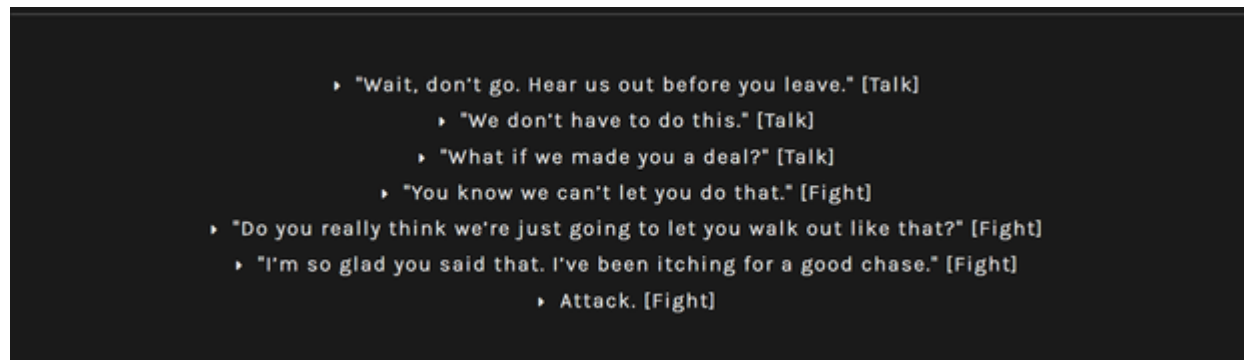 ‣ "Wait, don't go. Hear us out before you leave." [Talk]
‣ "We don't have to do this." [Talk]
‣ "What if we made you a deal?" [Talk]
‣ "You know we can't let you do that." [Fight]
‣ "Do you really think we're just going to let you walk out like that?" [Fight]
‣ "I'm so glad you said that. I've been itching for a good chase." [Fight]
‣ Attack. [Fight]